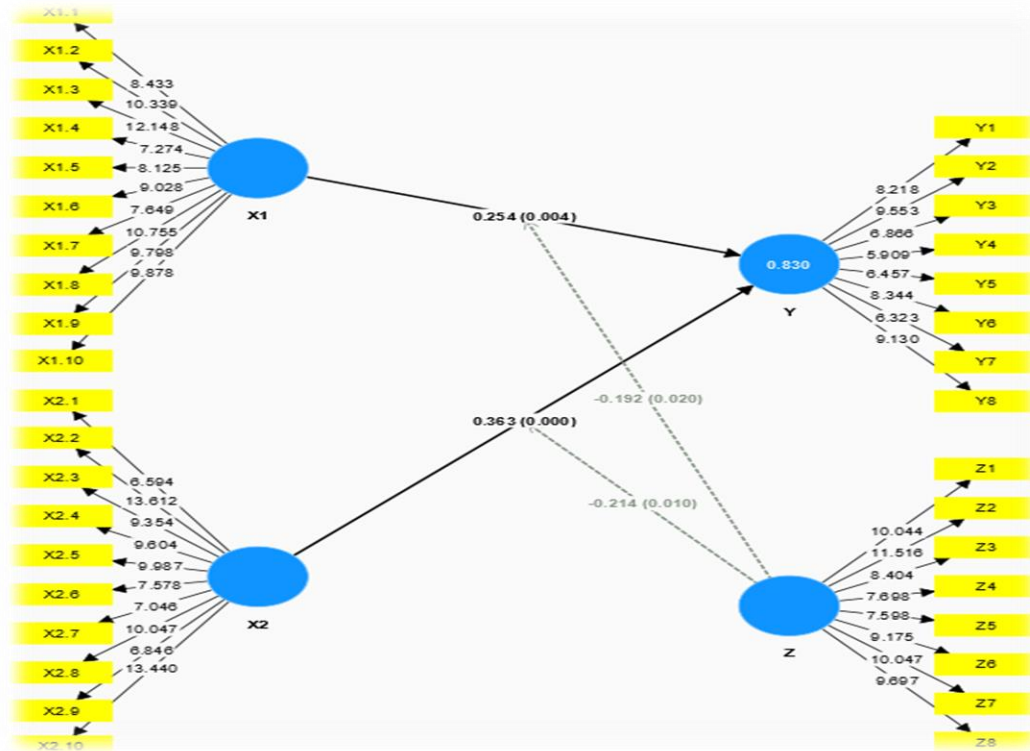 X1.1
X1.2
X1.3
X1.4
X1.5
X1.6
X1.7
X1.8
X1.9
X1.10
8.433
10.339
12.148
7.274
8.125
9.028
7.649
10.755
9.798
9.878
X1
X2.1
X2.2
X2.3
X2.4
X2.5
X2.6
X2.7
X2.8
X2.9
X2.10
6.594
13.612
9.354
9.604
9.987
7.578
7.046
10.047
6.846
13.440
X2
0.254 (0.004)
0.363 (0.000)
-0.192 (0.020)
-0.214 (0.010)
0.830
Y
8.218
9.553
6.866
5.909
6.457
8.344
6.323
9.130
Y1
Y2
Y3
Y4
Y5
Y6
Y7
Y8
Z
10.044
11.516
8.404
7.698
7.598
9.175
10.047
9.697
Z1
Z2
Z3
Z4
Z5
Z6
Z7
Z8